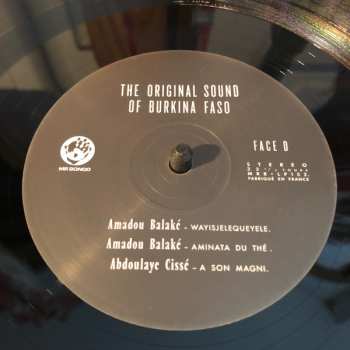 THE ORIGINAL SOUND
OF BURKINA FASO
MR BONGO
FACE D
STEREO
MRBLP152
FABRIQUÉ EN FRANCE
Amadou Balaké - WAYISJELEQUEYELE.
Amadou Balaké - AMINATA DU THÉ.
Abdoulaye Cissé - A SON MAGNI.